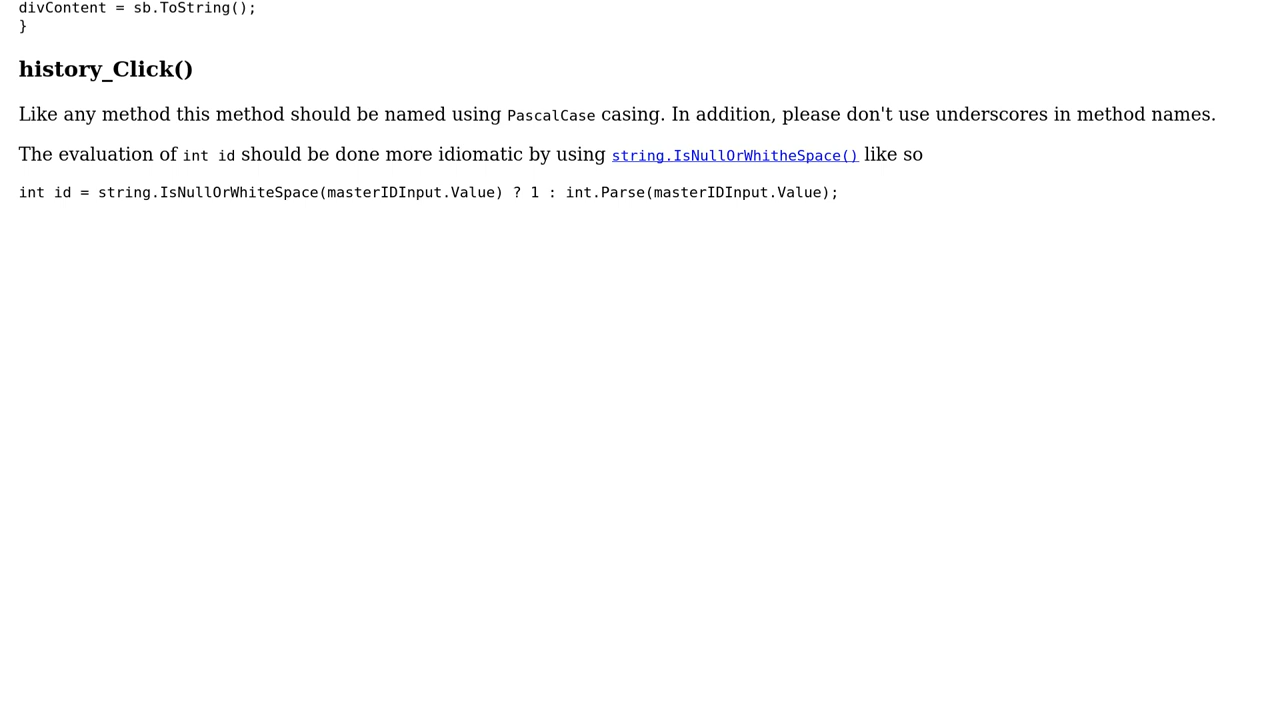 divContent = sb.ToString();
}
history_Click()
Like any method this method should be named using PascalCase casing. In addition, please don't use underscores in method names.
The evaluation of int id should be done more idiomatic by using string.IsNullOrWhitheSpace() like so
int id = string.IsNullOrWhiteSpace(masterIDInput.Value) ? 1 : int.Parse(masterIDInput.Value);